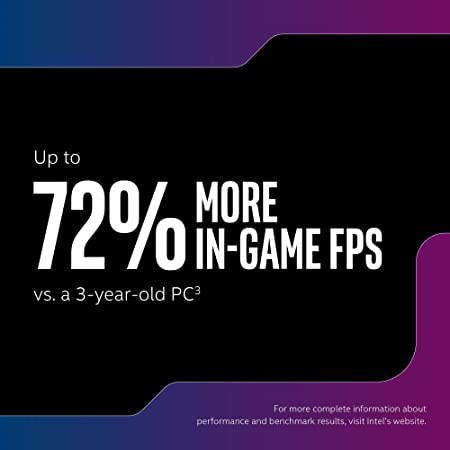 Up to
72% MORE
IN-GAME FPS
vs. a 3-year-old PC³
For more complete information about
performance and benchmark results, visit Intel's website.